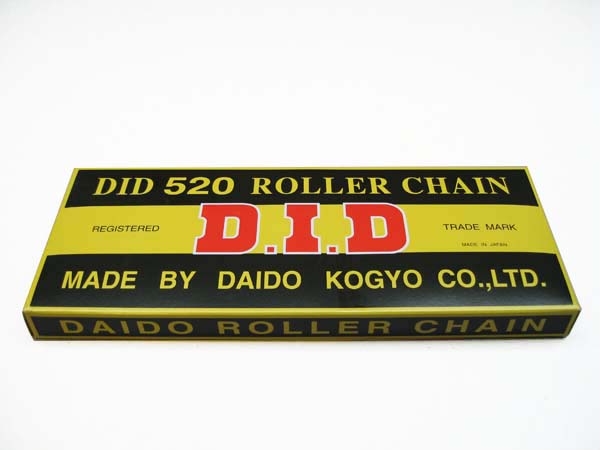 DID 520 ROLLER CHAIN
REGISTERED D.I.D TRADE MARK
MADE IN JAPAN
MADE BY DAIDO KOGYO CO.,LTD.
DAIDO ROLLER CHAIN